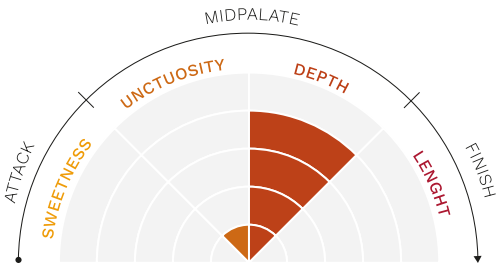 MIDPALATE
UNCTUOSITY
DEPTH
ATTACK
SWEETNESS
LENGHT
FINISH